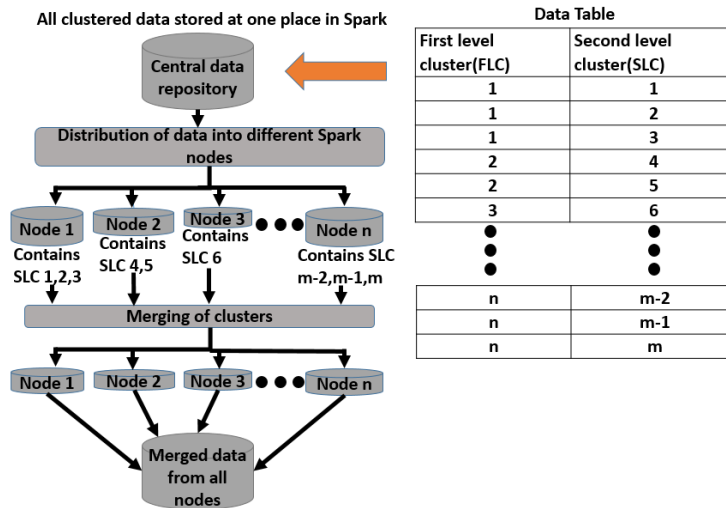 All clustered data stored at one place in Spark
Central data
repository
Distribution of data into different Spark
nodes
Node 1
Node 2
Node 3
Node n
Contains
SLC 1,2,3
Contains
SLC 4,5
Contains
SLC 6
Contains SLC
m-2,m-1,m
Merging of clusters
Node 1
Node 2
Node 3
Node n
Merged data
from all
nodes
Data Table
First level
cluster(FLC)
Second level
cluster(SLC)
1 1
1 2
1 3
2 4
2 5
3 6
n m-2
n m-1
n m